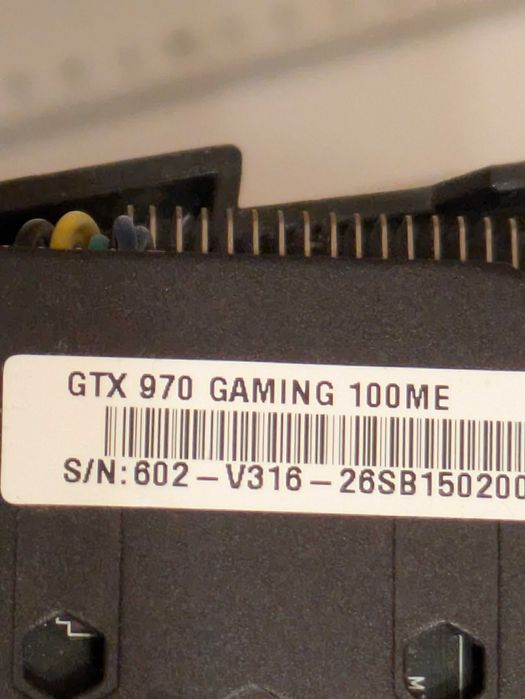 GTX 970 GAMING 100ME
S/N:602-V316-26SB150200
M